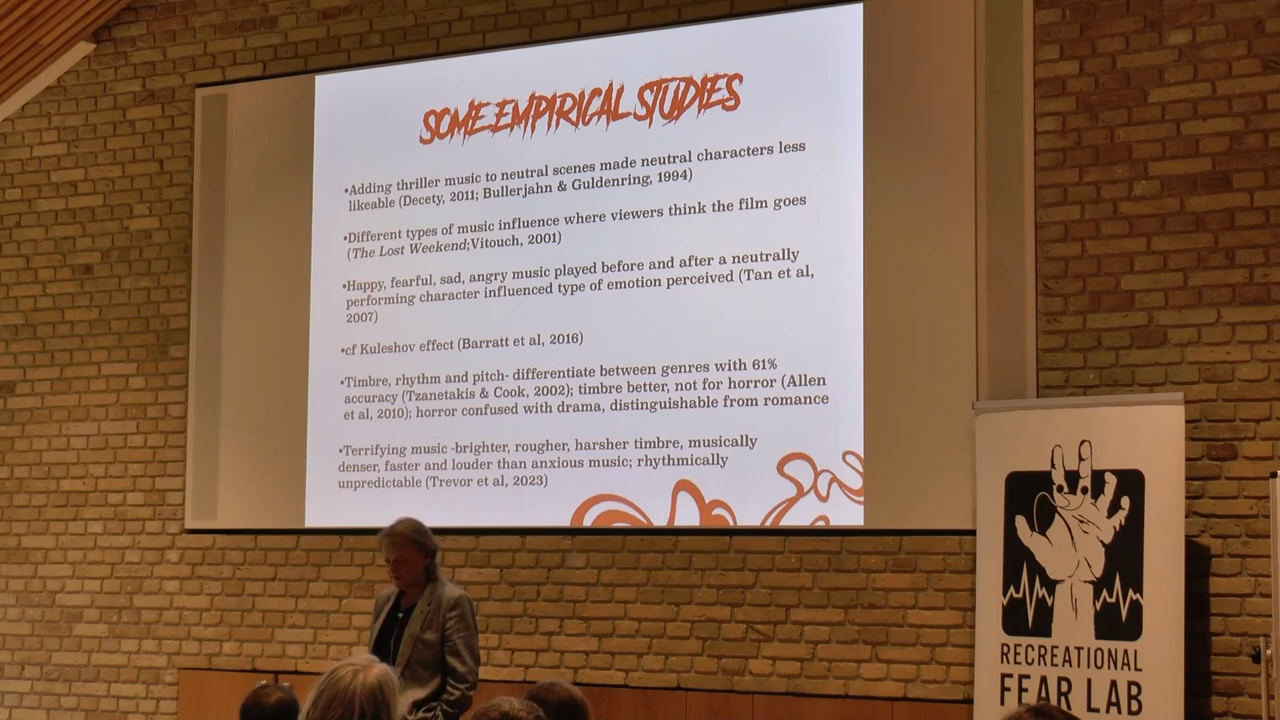 SOME EMPIRICAL STUDIES
•Adding thriller music to neutral scenes made neutral characters less
likeable (Decety, 2011; Bullerjahn & Guldenring, 1994)
•Different types of music influence where viewers think the film goes
(The Lost Weekend;Vitouch, 2001)
•Happy, fearful, sad, angry music played before and after a neutrally
performing character influenced type of emotion perceived (Tan et al,
2007)
•cf Kuleshov effect (Barratt et al, 2016)
•Timbre, rhythm and pitch- differentiate between genres with 61%
accuracy (Tzanetakis & Cook, 2002); timbre better, not for horror (Allen
et al, 2010); horror confused with drama, distinguishable from romance
•Terrifying music -brighter, rougher, harsher timbre, musically
denser, faster and louder than anxious music; rhythmically
unpredictable (Trevor et al, 2023)
RECREATIONAL
FEAR LAB